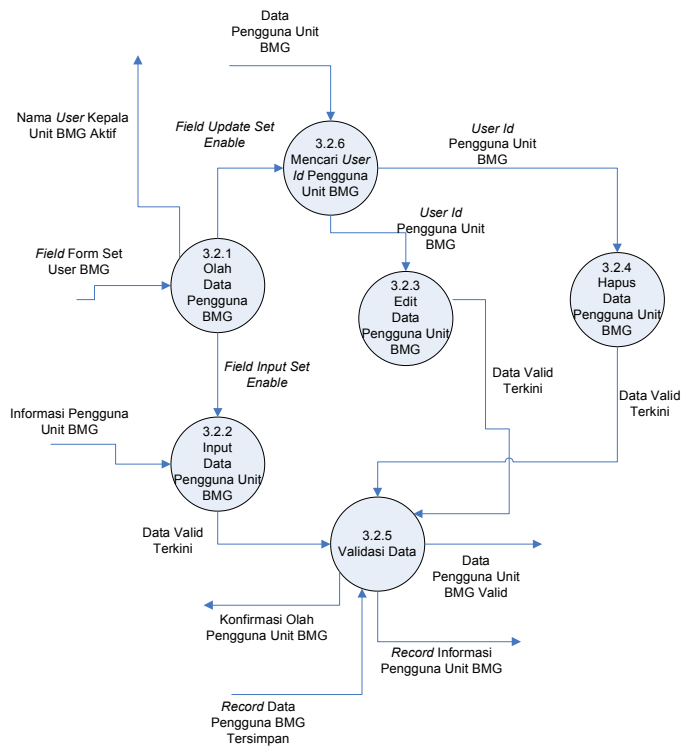 Data
Pengguna Unit
BMG
Nama User Kepala
Unit BMG Aktif
Field Update Set
Enable
3.2.6
Mencari User
Id Pengguna
Unit BMG
User Id
Pengguna Unit
BMG
User Id
Pengguna Unit
BMG
Field Form Set
User BMG
3.2.1
Olah
Data
Pengguna
BMG
3.2.3
Edit
Data
Pengguna Unit
BMG
3.2.4
Hapus
Data
Pengguna Unit
BMG
Field Input Set
Enable
Data Valid
Terkini
Data Valid
Terkini
Informasi Pengguna
Unit BMG
3.2.2
Input
Data
Pengguna Unit
BMG
Data Valid
Terkini
3.2.5
Validasi Data
Data
Pengguna Unit
BMG Valid
Konfirmasi Olah
Pengguna Unit BMG
Record Informasi
Pengguna Unit BMG
Record Data
Pengguna BMG
Tersimpan